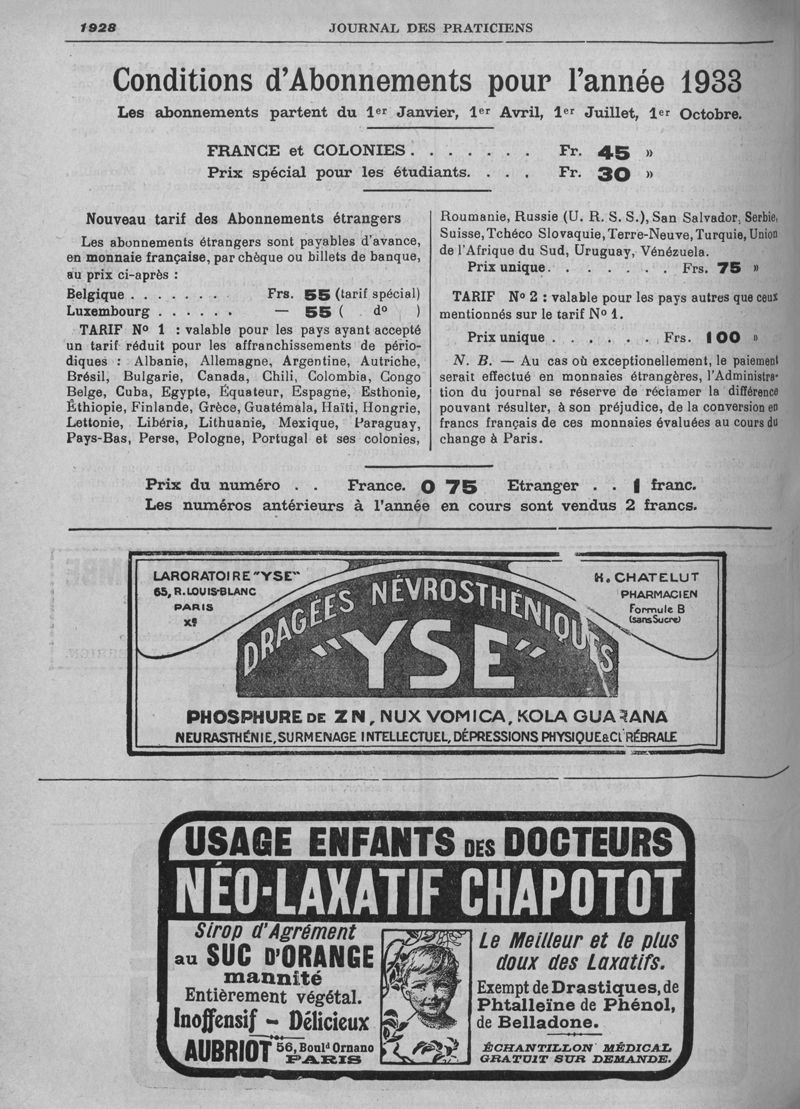 1928
JOURNAL DES PRATICIENS
Conditions d'Abonnements pour l'année 1933
Les abonnements partent du 1er Janvier, 1er Avril, 1er Juillet, 1er Octobre.
FRANCE et COLONIES . . . . . . . Fr. 45 »
Prix spécial pour les étudiants. . . . Fr. 30 »
Nouveau tarif des Abonnements étrangers
Les abonnements étrangers sont payables d'avance,
en monnaie française, par chèque ou billets de banque,
au prix ci-après :
Belgique . . . . . . . Frs. 55 (tarif spécial)
Luxembourg . . . . . . — 55 ( do )
TARIF No 1 : valable pour les pays ayant accepté
un tarif réduit pour les affranchissements de pério-
diques : Albanie, Allemagne, Argentine, Autriche,
Brésil, Bulgarie, Canada, Chili, Colombia, Congo
Belge, Cuba, Egypte, Équateur, Espagne, Esthonie,
Éthiopie, Finlande, Grèce, Guatémala, Haïti, Hongrie,
Lettonie, Libéria, Lithuanie, Mexique, Paraguay,
Pays-Bas, Perse, Pologne, Portugal et ses colonies,
Roumanie, Russie (U. R. S. S.), San Salvador, Serbie,
Suisse, Tchéco Slovaquie, Terre-Neuve, Turquie, Union
de l'Afrique du Sud, Uruguay, Vénézuela.
Prix unique. . . . . . . . Frs. 75 »
TARIF No 2 : valable pour les pays autres que ceux
mentionnés sur le tarif No 1.
Prix unique . . . . . . Frs. 100 »
N. B. — Au cas où exceptionellement, le paiement
serait effectué en monnaies étrangères, l'Administra-
tion du journal se réserve de réclamer la différence
pouvant résulter, à son préjudice, de la conversion en
francs français de ces monnaies évaluées au cours du
change à Paris.
Prix du numéro . . France. 0 75 Etranger . . 1 franc.
Les numéros antérieurs à l'année en cours sont vendus 2 francs.
LARORATOIRE "YSE"
65, R. LOUIS-BLANC
PARIS
Xe
H. CHATELUT
PHARMACIEN
Formule B
(sans Sucre)
DRAGÉES NÉVROSTHÉNIQUES
"YSE"
PHOSPHURE DE ZN, NUX VOMICA, KOLA GUARANA
NEURASTHÉNIE, SURMENAGE INTELLECTUEL, DÉPRESSIONS PHYSIQUE & CÉRÉBRALE
USAGE ENFANTS DES DOCTEURS
NÉO-LAXATIF CHAPOTOT
Sirop d'Agrément
au SUC D'ORANGE
mannité
Entièrement végétal.
Inoffensif - Délicieux
AUBRIOT 56, Bould Ornano
PARIS
Le Meilleur et le plus
doux des Laxatifs.
Exempt de Drastiques, de
Phtalleïne de Phénol,
de Belladone.
ÉCHANTILLON MÉDICAL
GRATUIT SUR DEMANDE.